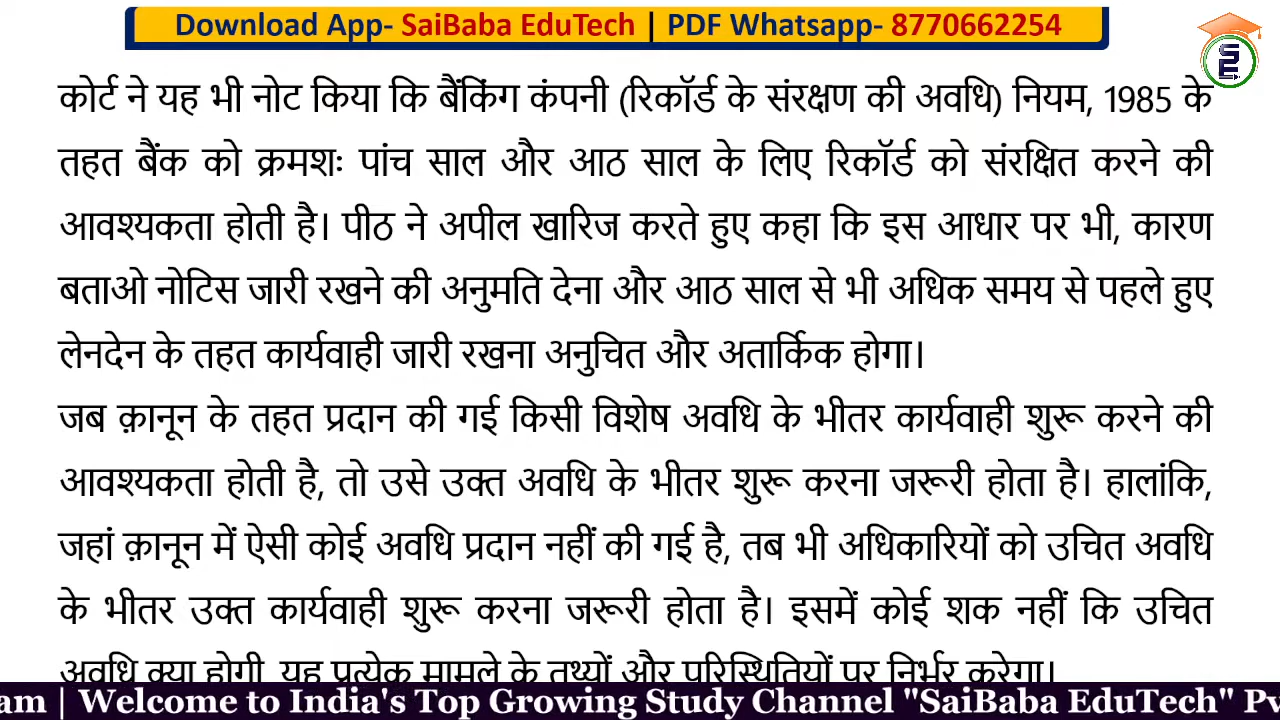 Download App- SaiBaba EduTech | PDF Whatsapp- 8770662254
SE
कोर्ट ने यह भी नोट किया कि बैंकिंग कंपनी (रिकॉर्ड के संरक्षण की अवधि) नियम, 1985 के
तहत बैंक को क्रमशः पांच साल और आठ साल के लिए रिकॉर्ड को संरक्षित करने की
आवश्यकता होती है। पीठ ने अपील खारिज करते हुए कहा कि इस आधार पर भी, कारण
बताओ नोटिस जारी रखने की अनुमति देना और आठ साल से भी अधिक समय से पहले हुए
लेनदेन के तहत कार्यवाही जारी रखना अनुचित और अतार्किक होगा।
जब क़ानून के तहत प्रदान की गई किसी विशेष अवधि के भीतर कार्यवाही शुरू करने की
आवश्यकता होती है, तो उसे उक्त अवधि के भीतर शुरू करना जरूरी होता है। हालांकि,
जहां क़ानून में ऐसी कोई अवधि प्रदान नहीं की गई है, तब भी अधिकारियों को उचित अवधि
के भीतर उक्त कार्यवाही शुरू करना जरूरी होता है। इसमें कोई शक नहीं कि उचित
अवधि क्या होगी, यह प्रत्येक मामले के तथ्यों और परिस्थितियों पर निर्भर करेगा।
am | Welcome to India's Top Growing Study Channel "SaiBaba EduTech" Pv